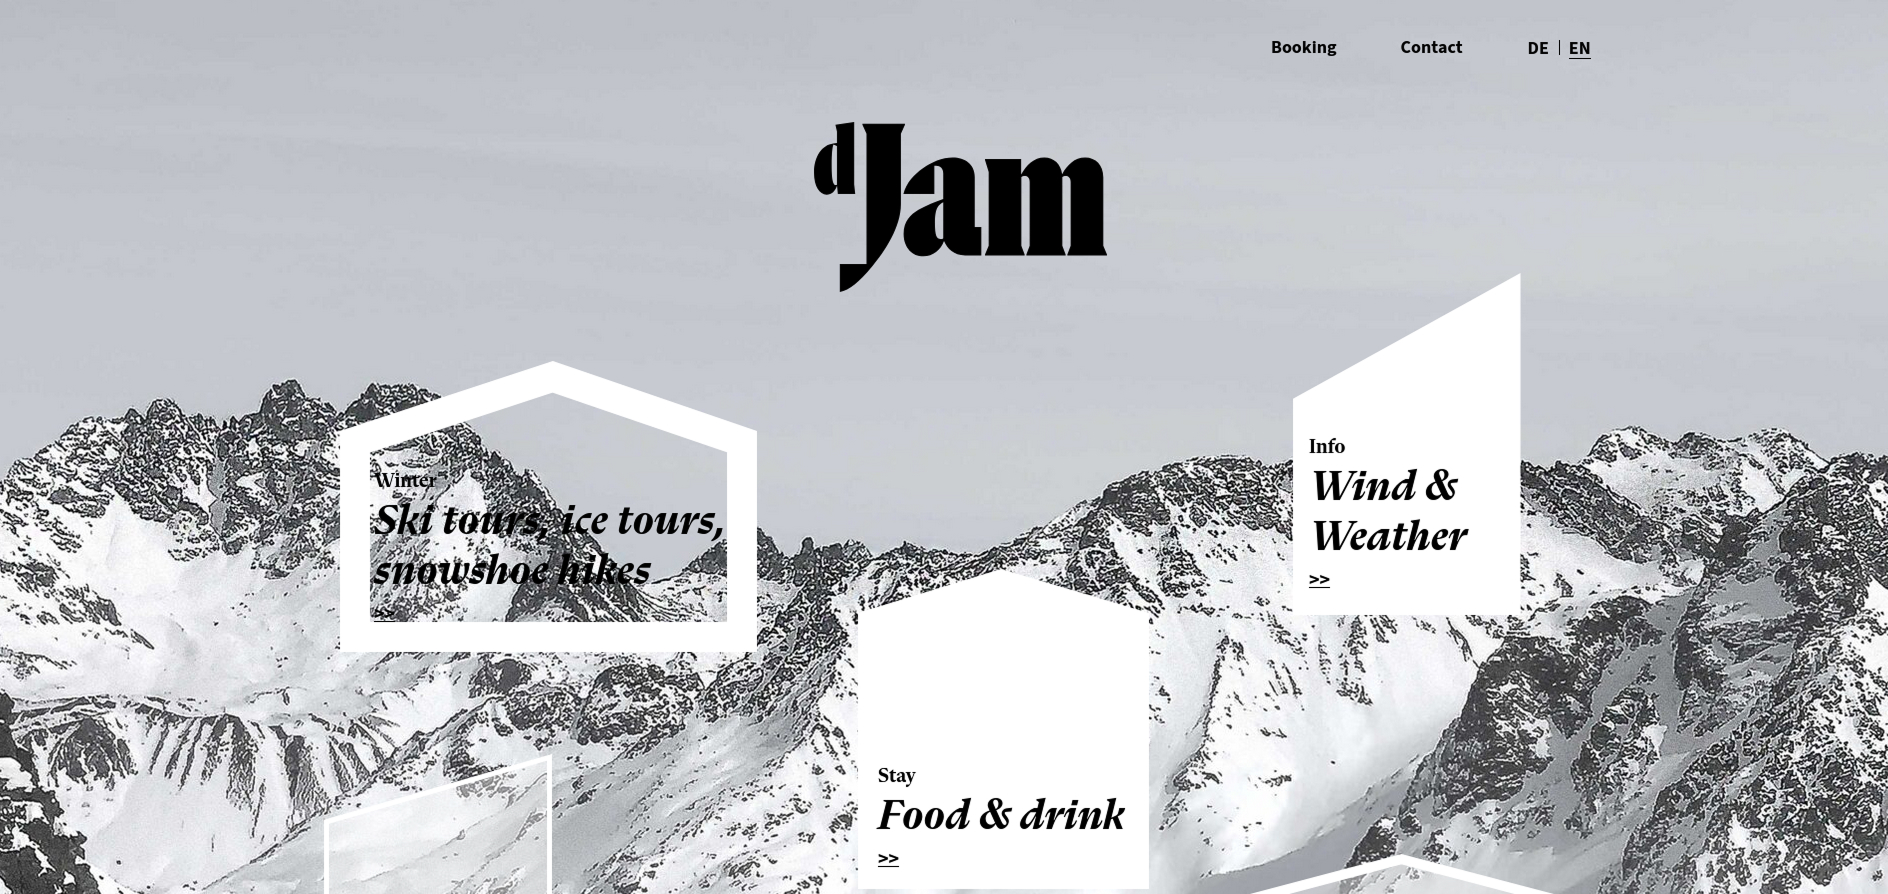 Booking
Contact
DE | EN
dJam
Winter
Ski tours, ice tours,
snowshoe hikes
>>
Info
Wind &
Weather
>>
Stay
Food & drink
>>